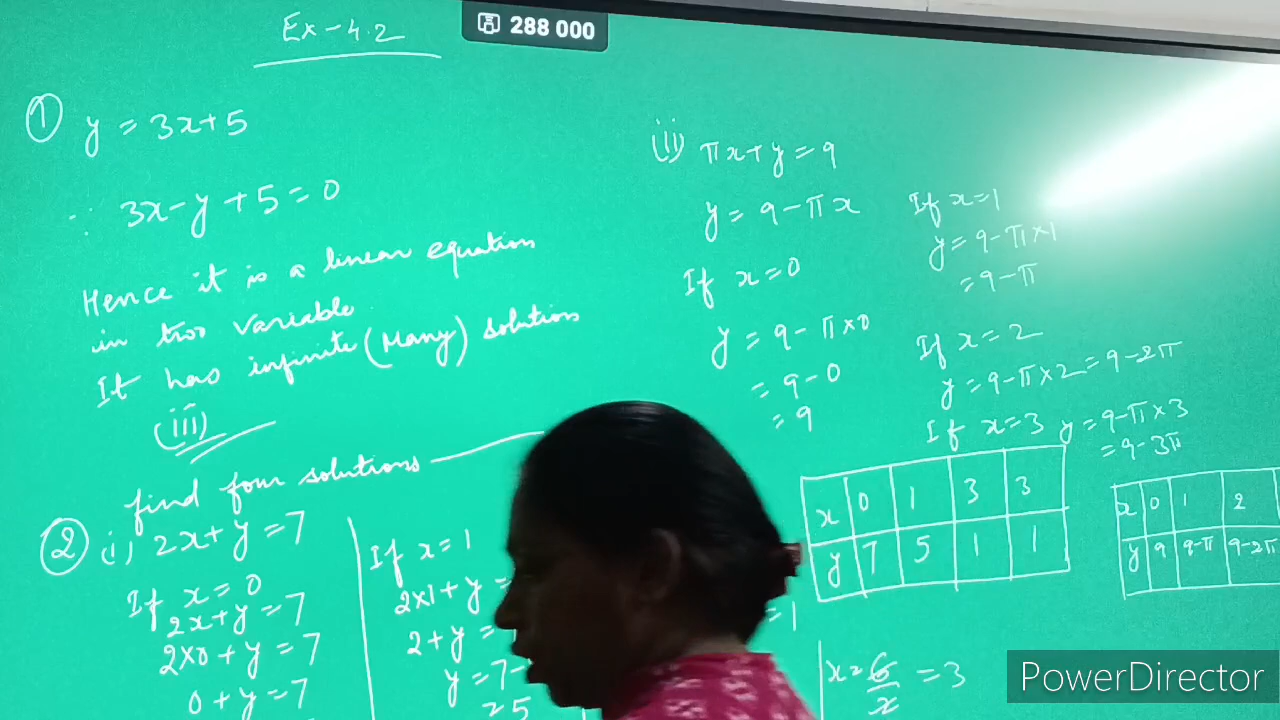 Ex-4.2
288 000
① y = 3x+5
∴ 3x-y+5=0
Hence it is a linear equation
in two variable
It has infinite (Many) solution
(iii)
find four solutions
② (i) 2x+y=7
If x=0
2x+y=7
2×0+y=7
0+y=7
If x=1
2×1+y=
2+y=
y=7-
=5
=1
x=6/x=3
(ii) πx+y=9
y=9-πx
If x=0
y=9-π×0
=9-0
=9
If x=1
y=9-π×1
=9-π
If x=2
y=9-π×2=9-2π
If x=3 y=9-π×3
=9-3π
x 0 1 3 3
y 7 5 1 1
x 0 1 2
y 9 9-π 9-2π
PowerDirector